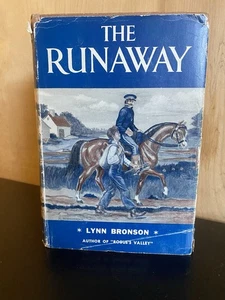 THE
RUNAWAY
* LYNN BRONSON *
AUTHOR OF "ROGUE'S VALLEY"